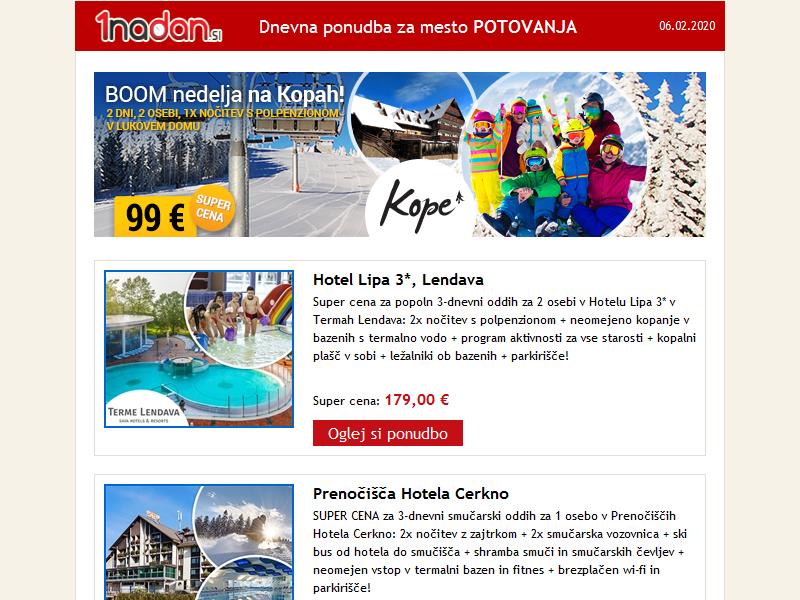 1nadan.si
Dnevna ponudba za mesto POTOVANJA
06.02.2020
BOOM nedelja na Kopah!
2 DNI, 2 OSEBI, 1X NOČITEV S POLPENZIONOM
V LUKOVEM DOMU
99 €
SUPER
CENA
Kope
Hotel Lipa 3*, Lendava
Super cena za popoln 3-dnevni oddih za 2 osebi v Hotelu Lipa 3* v
Termah Lendava: 2x nočitev s polpenzionom + neomejeno kopanje v
bazenih s termalno vodo + program aktivnosti za vse starosti + kopalni
plašč v sobi + ležalniki ob bazenih + parkirišče!
TERME LENDAVA
SAVA HOTELS & RESORTS
Super cena: 179,00 €
Oglej si ponudbo
Prenočišča Hotela Cerkno
SUPER CENA za 3-dnevni smučarski oddih za 1 osebo v Prenočiščih
Hotela Cerkno: 2x nočitev z zajtrkom + 2x smučarska vozovnica + ski
bus od hotela do smučišča + shramba smuči in smučarskih čevljev +
neomejen vstop v termalni bazen in fitnes + brezplačen wi-fi in
parkirišče!